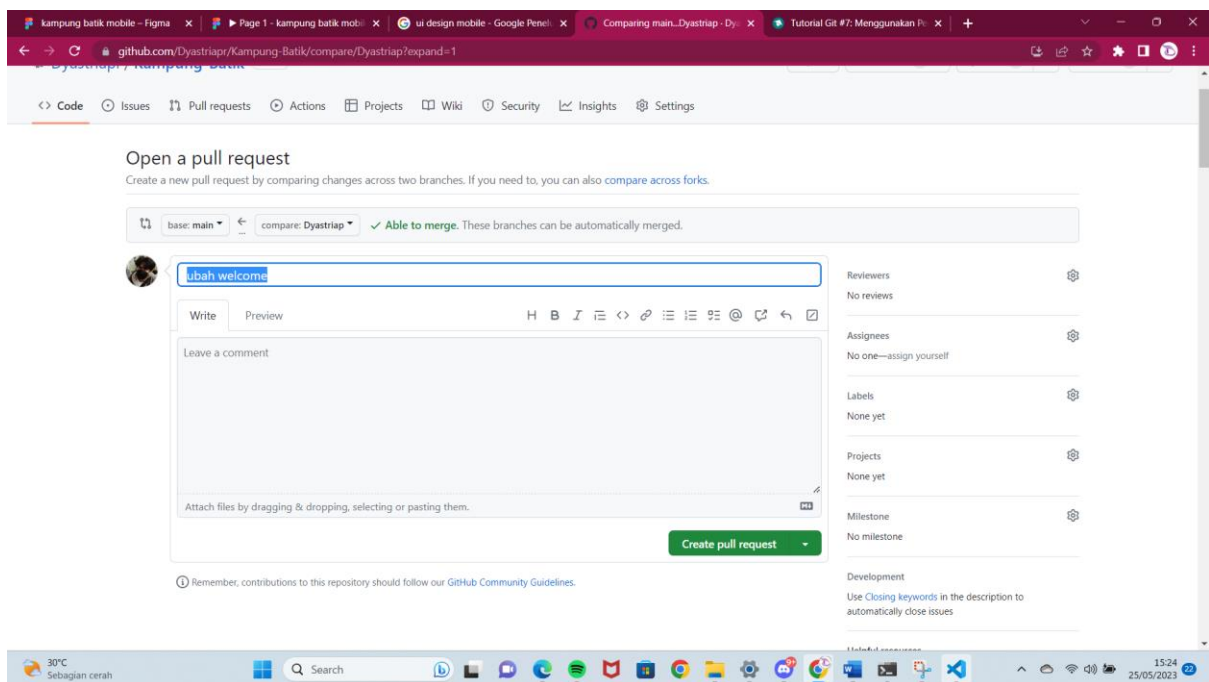 kampung batik mobile – Figma
Page 1 - kampung batik mobil
ui design mobile - Google Penel
Comparing main...Dyastriap · Dy
Tutorial Git #7: Menggunakan Pe
github.com/Dyastriapr/Kampung-Batik/compare/Dyastriap?expand=1
Dyastriapr / Kampung-Batik
Code Issues Pull requests Actions Projects Wiki Security Insights Settings
Open a pull request
Create a new pull request by comparing changes across two branches. If you need to, you can also compare across forks.
base: main compare: Dyastriap Able to merge. These branches can be automatically merged.
ubah welcome
Write Preview
Leave a comment
Attach files by dragging & dropping, selecting or pasting them.
Create pull request
Remember, contributions to this repository should follow our GitHub Community Guidelines.
Reviewers
No reviews
Assignees
No one—assign yourself
Labels
None yet
Projects
None yet
Milestone
No milestone
Development
Use Closing keywords in the description to
automatically close issues
Helpful resources
30°C
Sebagian cerah
Search
15:24
25/05/2023
22